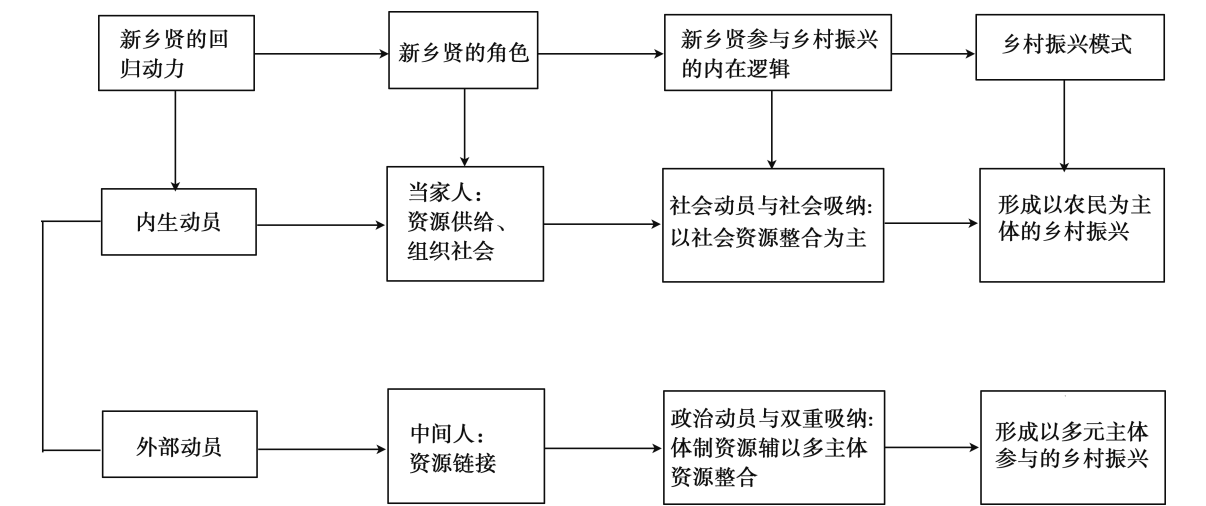 新乡贤的回
归动力
新乡贤的角色
新乡贤参与乡村振兴
的内在逻辑
乡村振兴模式
内生动员
当家人：
资源供给、
组织社会
社会动员与社会吸纳:
以社会资源整合为主
形成以农民为主
体的乡村振兴
外部动员
中间人：
资源链接
政治动员与双重吸纳:
体制资源辅以多主体
资源整合
形成以多元主体
参与的乡村振兴